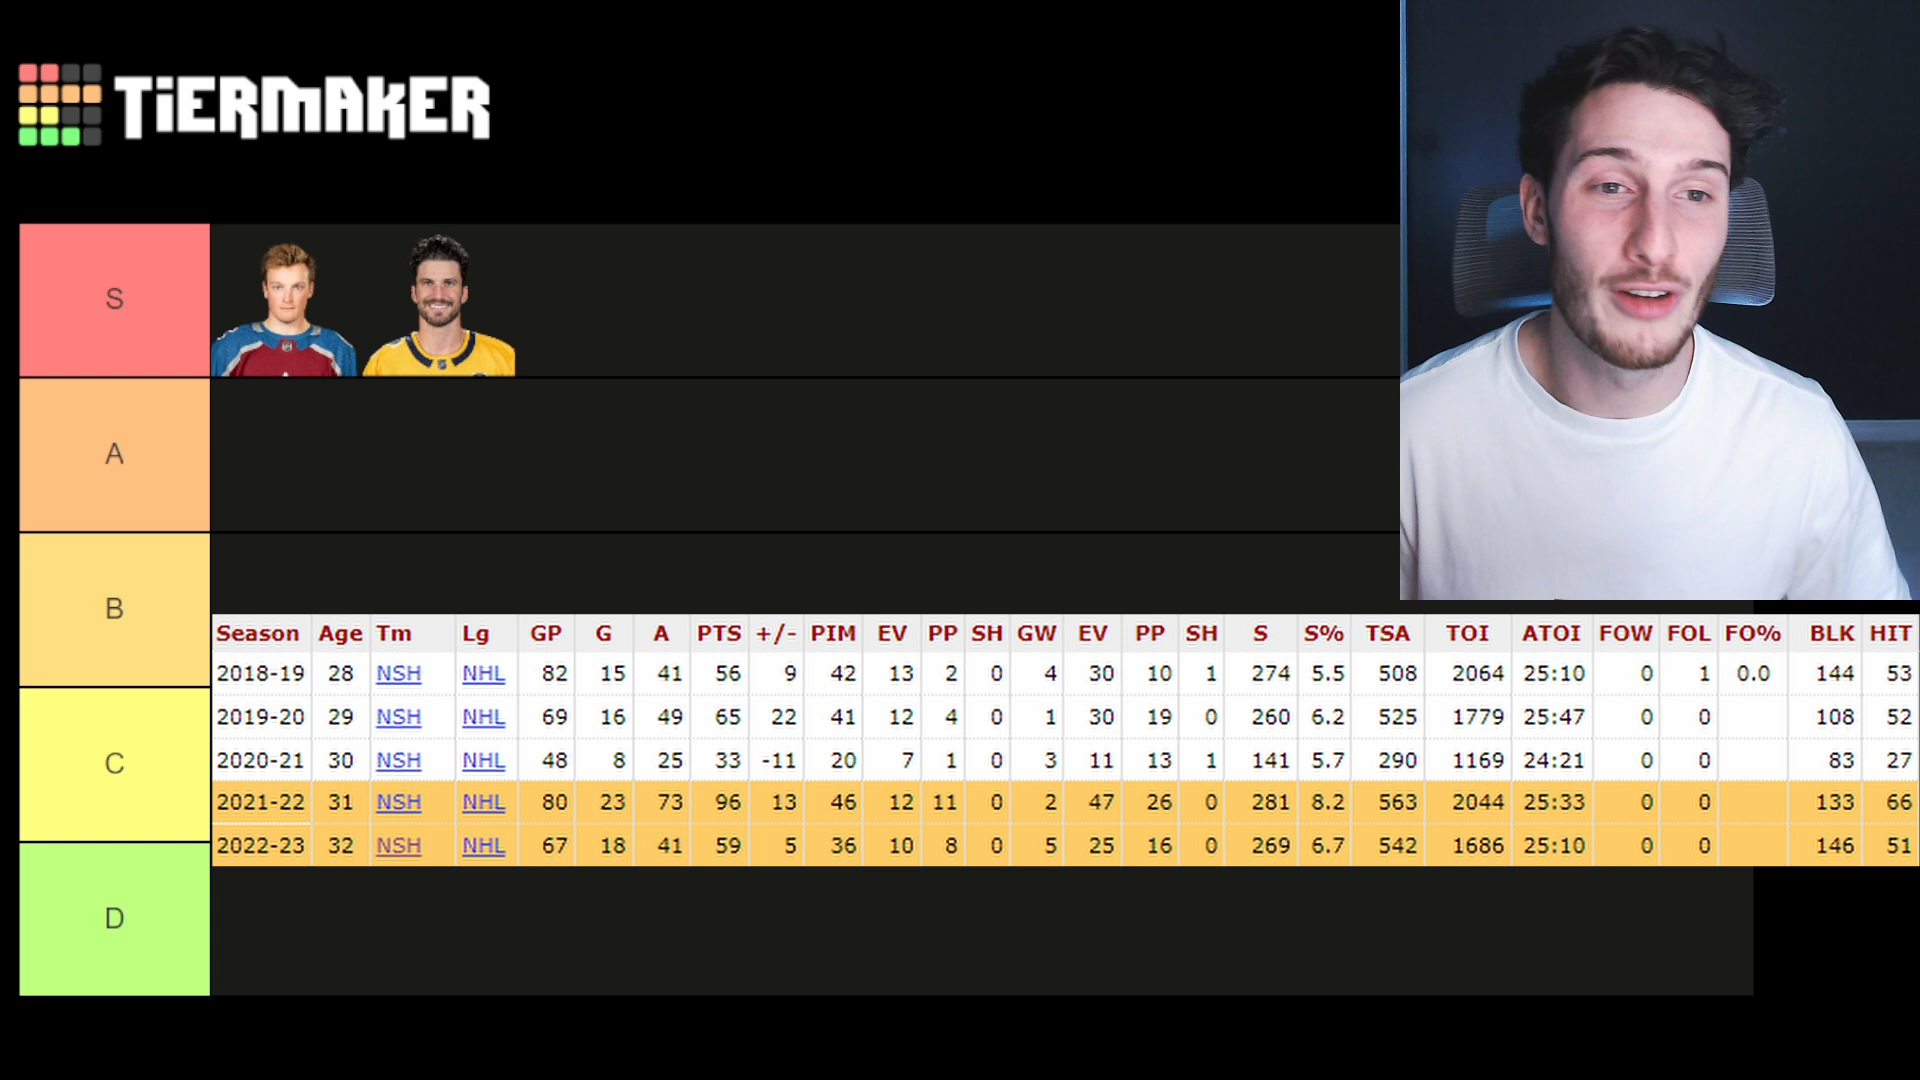 TiERMAKER
S
A
B
C
D
Season Age Tm Lg GP G A PTS +/- PIM EV PP SH GW EV PP SH S S% TSA TOI ATOI FOW FOL FO% BLK HIT
2018-19 28 NSH NHL 82 15 41 56 9 42 13 2 0 4 30 10 1 274 5.5 508 2064 25:10 0 1 0.0 144 53
2019-20 29 NSH NHL 69 16 49 65 22 41 12 4 0 1 30 19 0 260 6.2 525 1779 25:47 0 0 108 52
2020-21 30 NSH NHL 48 8 25 33 -11 20 7 1 0 3 11 13 1 141 5.7 290 1169 24:21 0 0 83 27
2021-22 31 NSH NHL 80 23 73 96 13 46 12 11 0 2 47 26 0 281 8.2 563 2044 25:33 0 0 133 66
2022-23 32 NSH NHL 67 18 41 59 5 36 10 8 0 5 25 16 0 269 6.7 542 1686 25:10 0 0 146 51